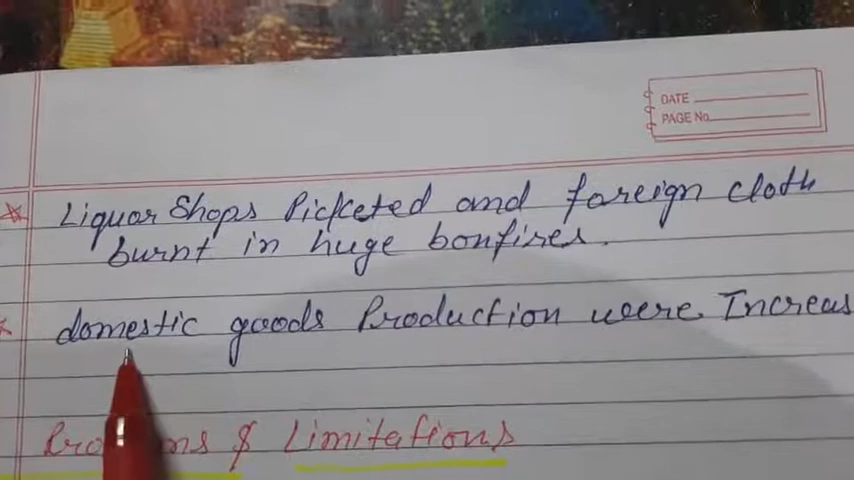 DATE
PAGE No.
Liquor Shops Picketed and foreign cloth
burnt in huge bonfires.
domestic goods Production were Increas
& Limitations